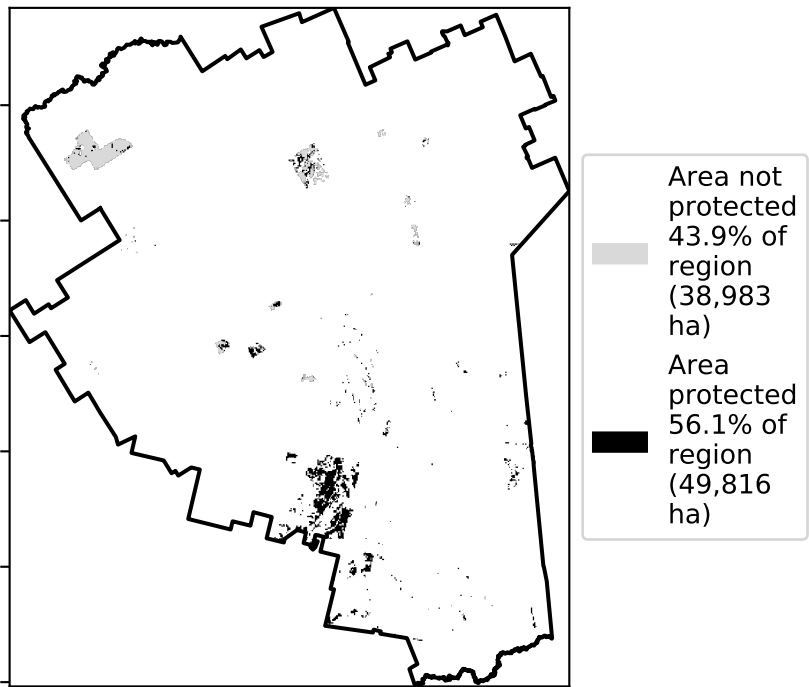 Area not
protected
43.9% of
region
(38,983
ha)
Area
protected
56.1% of
region
(49,816
ha)